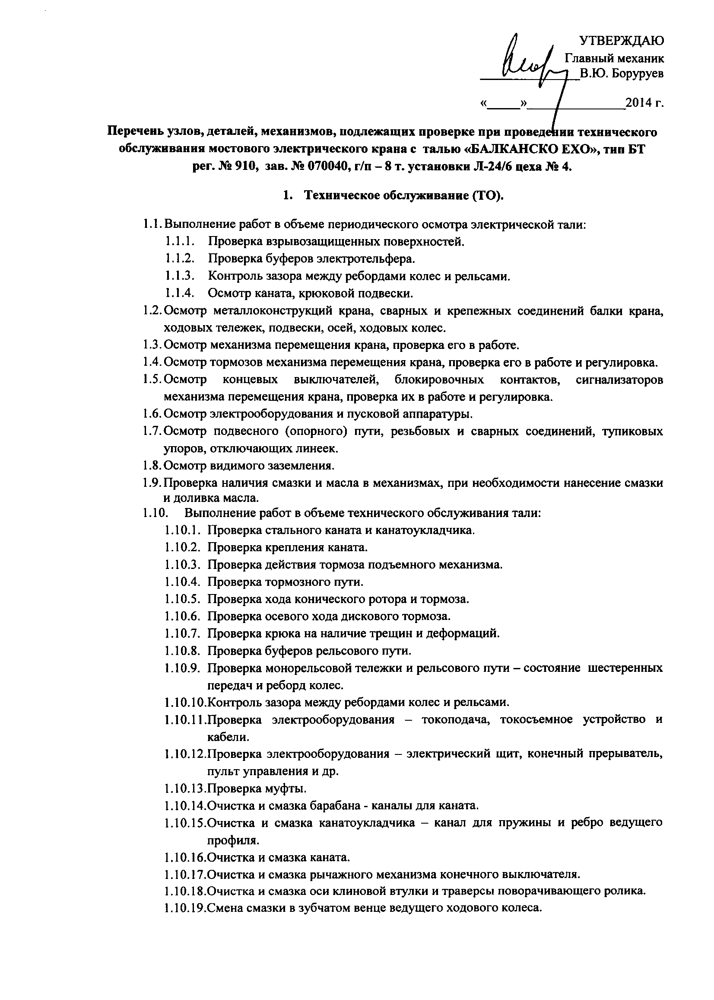 УТВЕРЖДАЮ
Главный механик
_______________В.Ю. Боруруев
«_____»_______________2014 г.
Перечень узлов, деталей, механизмов, подлежащих проверке при проведении технического
обслуживания мостового электрического крана с талью «БАЛКАНСКО ЕХО», тип БТ
рег. № 910, зав. № 070040, г/п – 8 т. установки Л-24/6 цеха № 4.
1. Техническое обслуживание (ТО).
1.1. Выполнение работ в объеме периодического осмотра электрической тали:
1.1.1. Проверка взрывозащищенных поверхностей.
1.1.2. Проверка буферов электротельфера.
1.1.3. Контроль зазора между ребордами колес и рельсами.
1.1.4. Осмотр каната, крюковой подвески.
1.2. Осмотр металлоконструкций крана, сварных и крепежных соединений балки крана,
ходовых тележек, подвески, осей, ходовых колес.
1.3. Осмотр механизма перемещения крана, проверка его в работе.
1.4. Осмотр тормозов механизма перемещения крана, проверка его в работе и регулировка.
1.5. Осмотр концевых выключателей, блокировочных контактов, сигнализаторов
механизма перемещения крана, проверка их в работе и регулировка.
1.6. Осмотр электрооборудования и пусковой аппаратуры.
1.7. Осмотр подвесного (опорного) пути, резьбовых и сварных соединений, тупиковых
упоров, отключающих линеек.
1.8. Осмотр видимого заземления.
1.9. Проверка наличия смазки и масла в механизмах, при необходимости нанесение смазки
и доливка масла.
1.10. Выполнение работ в объеме технического обслуживания тали:
1.10.1. Проверка стального каната и канатоукладчика.
1.10.2. Проверка крепления каната.
1.10.3. Проверка действия тормоза подъемного механизма.
1.10.4. Проверка тормозного пути.
1.10.5. Проверка хода конического ротора и тормоза.
1.10.6. Проверка осевого хода дискового тормоза.
1.10.7. Проверка крюка на наличие трещин и деформаций.
1.10.8. Проверка буферов рельсового пути.
1.10.9. Проверка монорельсовой тележки и рельсового пути – состояние шестеренных
передач и реборд колес.
1.10.10.Контроль зазора между ребордами колес и рельсами.
1.10.11.Проверка электрооборудования – токоподача, токосъемное устройство и
кабели.
1.10.12.Проверка электрооборудования – электрический щит, конечный прерыватель,
пульт управления и др.
1.10.13.Проверка муфты.
1.10.14.Очистка и смазка барабана - каналы для каната.
1.10.15.Очистка и смазка канатоукладчика – канал для пружины и ребро ведущего
профиля.
1.10.16.Очистка и смазка каната.
1.10.17.Очистка и смазка рычажного механизма конечного выключателя.
1.10.18.Очистка и смазка оси клиновой втулки и траверсы поворачивающего ролика.
1.10.19.Смена смазки в зубчатом венце ведущего ходового колеса.